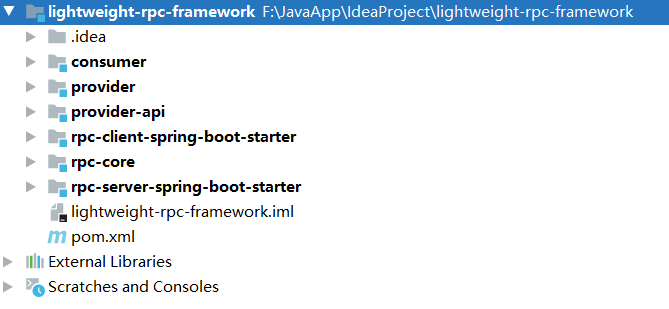 lightweight-rpc-framework F:\JavaApp\IdeaProject\lightweight-rpc-framework
.idea
consumer
provider
provider-api
rpc-client-spring-boot-starter
rpc-core
rpc-server-spring-boot-starter
lightweight-rpc-framework.iml
pom.xml
External Libraries
Scratches and Consoles